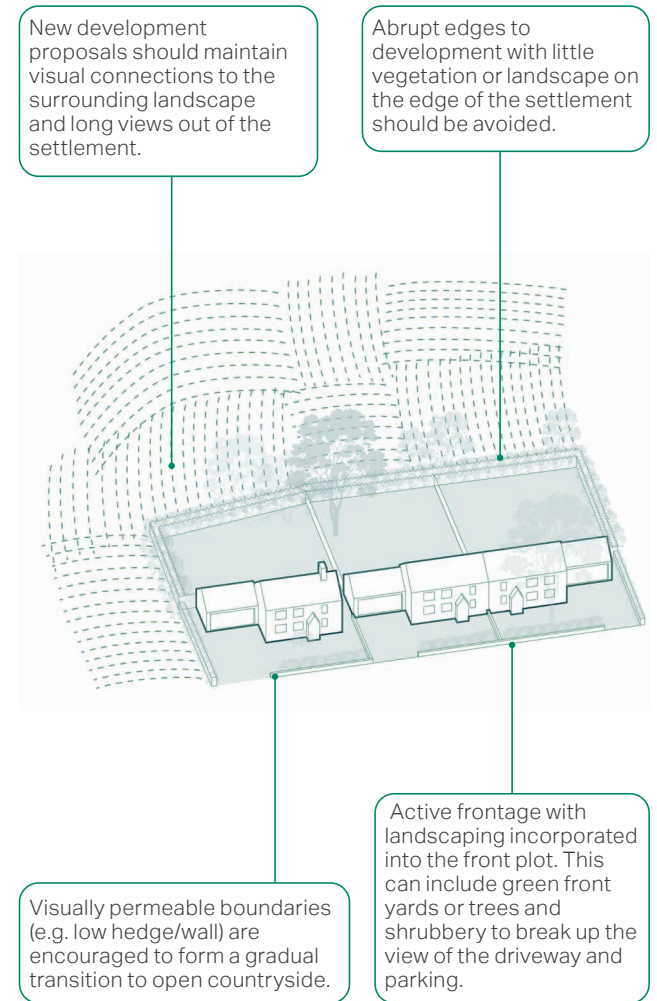 New development
proposals should maintain
visual connections to the
surrounding landscape
and long views out of the
settlement.
Abrupt edges to
development with little
vegetation or landscape on
the edge of the settlement
should be avoided.
Visually permeable boundaries
(e.g. low hedge/wall) are
encouraged to form a gradual
transition to open countryside.
Active frontage with
landscaping incorporated
into the front plot. This
can include green front
yards or trees and
shrubbery to break up the
view of the driveway and
parking.